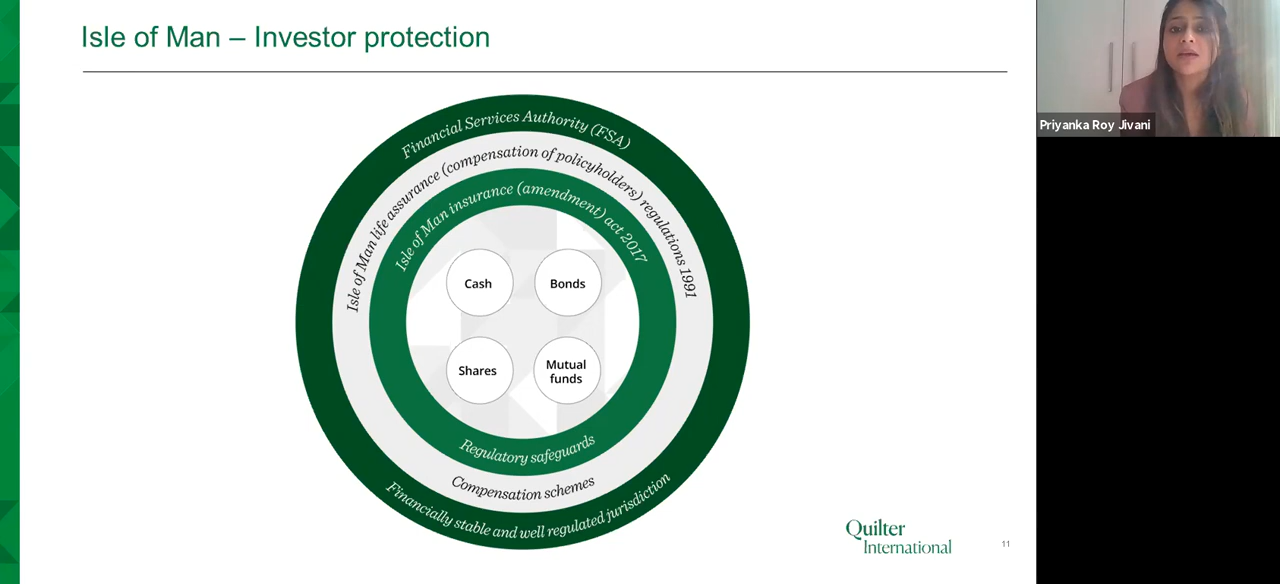 Isle of Man – Investor protection
Priyanka Roy Jivani
Financial Services Authority (FSA)
Isle of Man life assurance (compensation of policyholders) regulations 1991
Isle of Man insurance (amendment) act 2017
Cash
Bonds
Shares
Mutual
funds
Regulatory safeguards
Compensation schemes
Financially stable and well regulated jurisdiction
Quilter
International
11